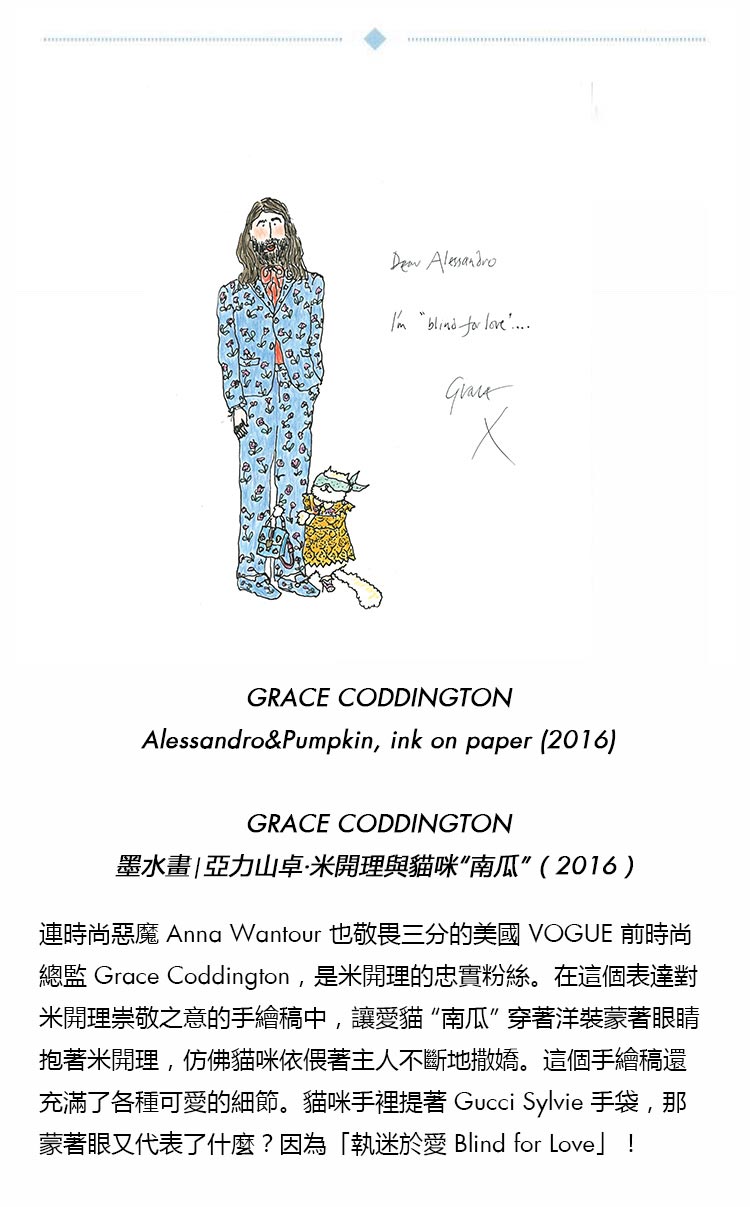 Dear Alessandro
I'm "blind for love"....
Grace
X
GRACE CODDINGTON
Alessandro&Pumpkin, ink on paper (2016)
GRACE CODDINGTON
墨水畫|亞力山卓·米開理與貓咪“南瓜”（2016）
連時尚惡魔 Anna Wantour 也敬畏三分的美國 VOGUE 前時尚
總監 Grace Coddington，是米開理的忠實粉絲。在這個表達對
米開理崇敬之意的手繪稿中，讓愛貓 “南瓜” 穿著洋裝蒙著眼睛
抱著米開理，仿佛貓咪依偎著主人不斷地撒嬌。這個手繪稿還
充滿了各種可愛的細節。貓咪手裡提著 Gucci Sylvie 手袋，那
蒙著眼又代表了什麼？因為「執迷於愛 Blind for Love」！